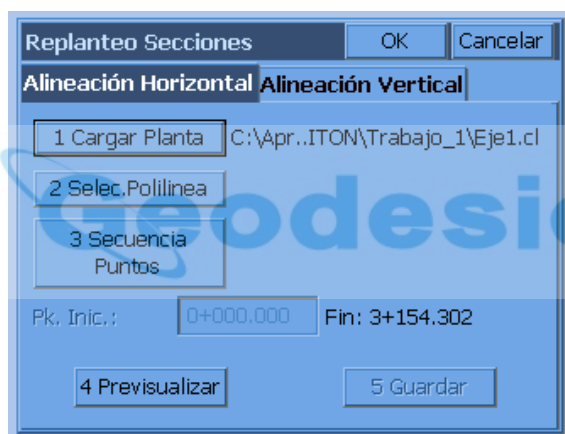 Replanteo Secciones OK Cancelar
Alineación Horizontal Alineación Vertical
1 Cargar Planta C:\Apr..ITON\Trabajo_1\Eje1.cl
2 Selec.Polilinea
3 Secuencia
Puntos
Geodesi
Pk. Inic.: 0+000.000 Fin: 3+154.302
4 Previsualizar 5 Guardar